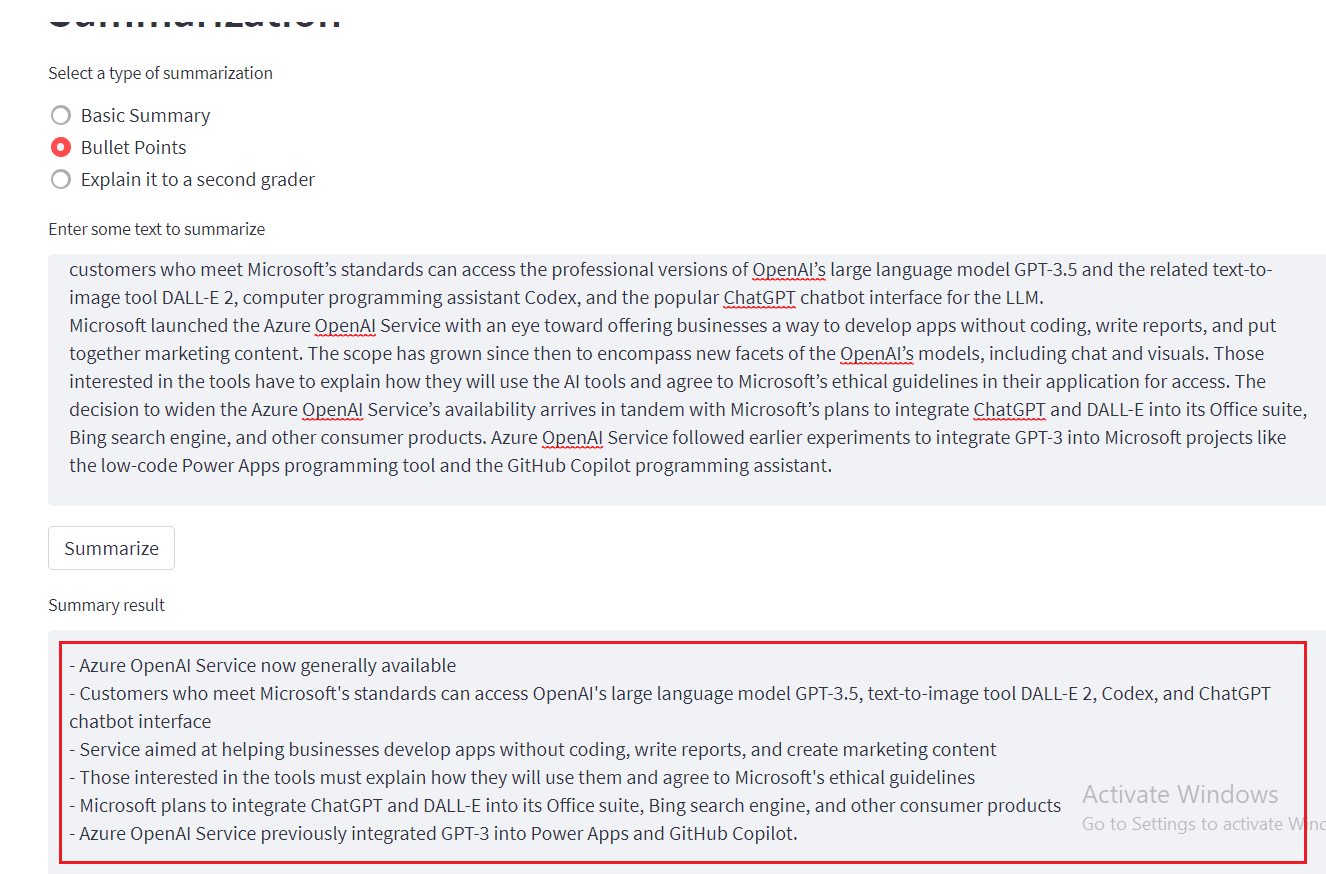 Summarization
Select a type of summarization
Basic Summary
Bullet Points
Explain it to a second grader
Enter some text to summarize
customers who meet Microsoft’s standards can access the professional versions of OpenAI’s large language model GPT-3.5 and the related text-to-
image tool DALL-E 2, computer programming assistant Codex, and the popular ChatGPT chatbot interface for the LLM.
Microsoft launched the Azure OpenAI Service with an eye toward offering businesses a way to develop apps without coding, write reports, and put
together marketing content. The scope has grown since then to encompass new facets of the OpenAI’s models, including chat and visuals. Those
interested in the tools have to explain how they will use the AI tools and agree to Microsoft’s ethical guidelines in their application for access. The
decision to widen the Azure OpenAI Service’s availability arrives in tandem with Microsoft’s plans to integrate ChatGPT and DALL-E into its Office suite,
Bing search engine, and other consumer products. Azure OpenAI Service followed earlier experiments to integrate GPT-3 into Microsoft projects like
the low-code Power Apps programming tool and the GitHub Copilot programming assistant.
Summarize
Summary result
- Azure OpenAI Service now generally available
- Customers who meet Microsoft's standards can access OpenAI's large language model GPT-3.5, text-to-image tool DALL-E 2, Codex, and ChatGPT
chatbot interface
- Service aimed at helping businesses develop apps without coding, write reports, and create marketing content
- Those interested in the tools must explain how they will use them and agree to Microsoft's ethical guidelines
- Microsoft plans to integrate ChatGPT and DALL-E into its Office suite, Bing search engine, and other consumer products
- Azure OpenAI Service previously integrated GPT-3 into Power Apps and GitHub Copilot.
Activate Windows
Go to Settings to activate Winc